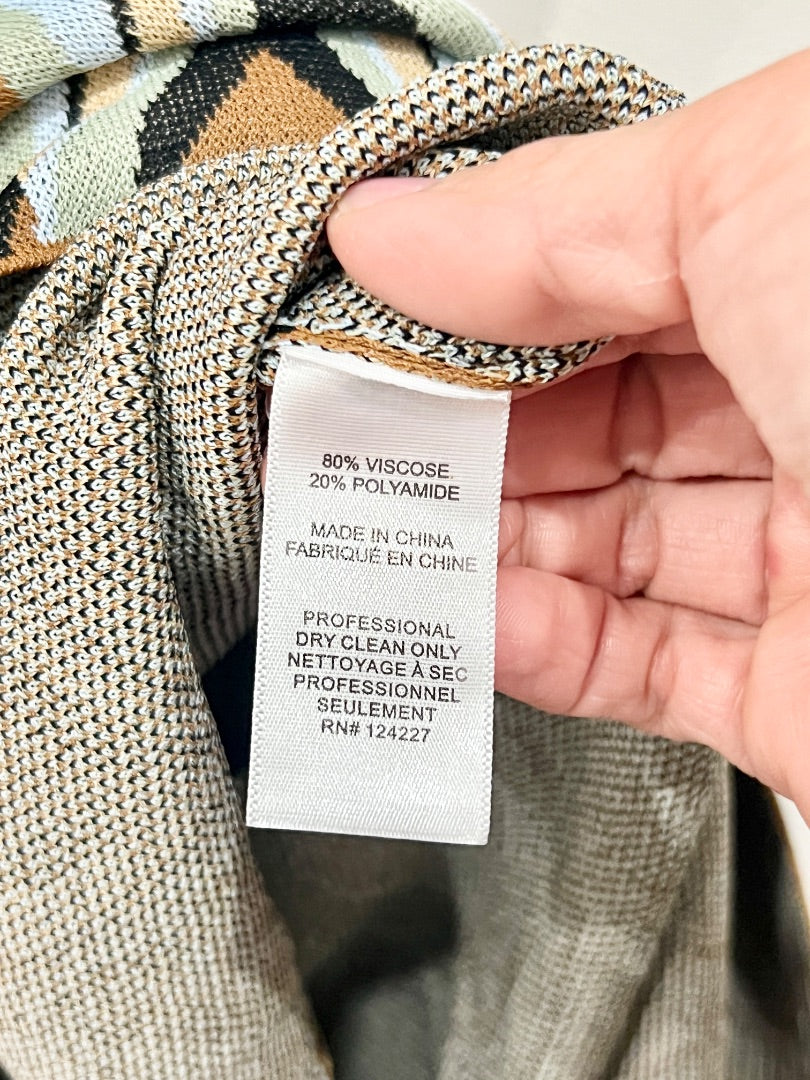 80% VISCOSE
20% POLYAMIDE
MADE IN CHINA
FABRIQUÉ EN CHINE
PROFESSIONAL
DRY CLEAN ONLY
NETTOYAGE À SEC
PROFESSIONNEL
SEULEMENT
RN# 124227